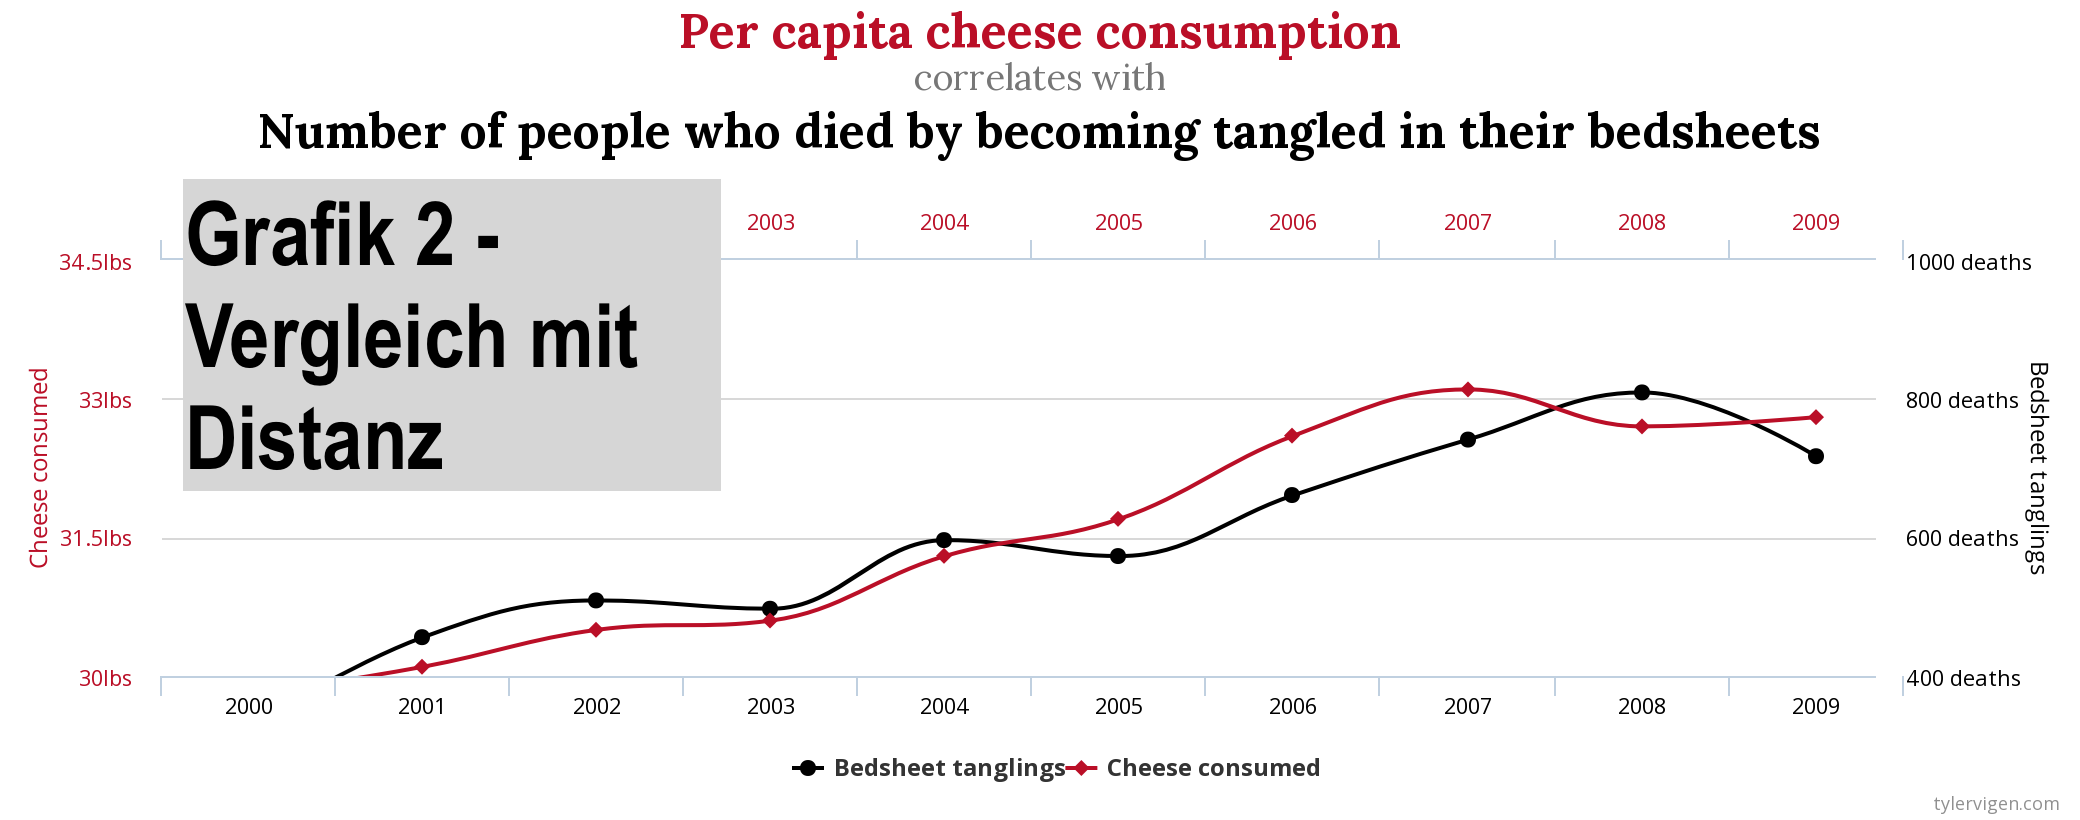 Per capita cheese consumption
correlates with
Number of people who died by becoming tangled in their bedsheets
Grafik 2 -
Vergleich mit
Distanz
2003 2004 2005 2006 2007 2008 2009
34.5lbs
33lbs
31.5lbs
30lbs
Cheese consumed
1000 deaths
800 deaths
600 deaths
400 deaths
Bedsheet tanglings
2000 2001 2002 2003 2004 2005 2006 2007 2008 2009
Bedsheet tanglings Cheese consumed
tylervigen.com